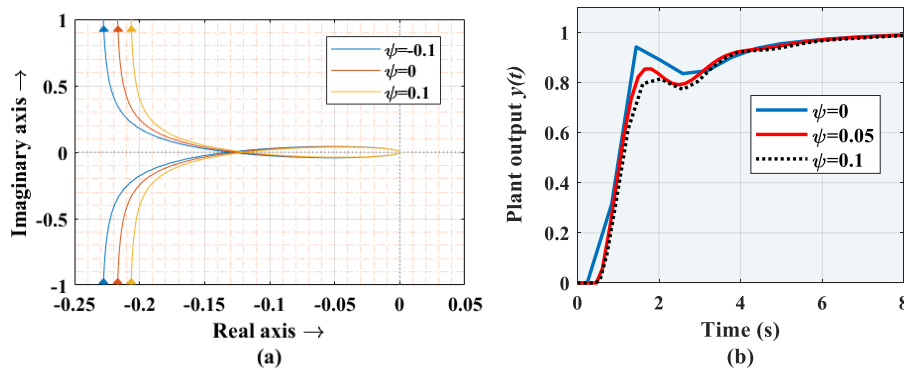 1
0.5
0
-0.5
-1
Imaginary axis →
ψ=-0.1
ψ=0
ψ=0.1
-0.25
-0.2
-0.15
-0.1
-0.05
0
0.05
Real axis →
(a)
1
0.8
0.6
0.4
0.2
0
Plant output y(t)
ψ=0
ψ=0.05
ψ=0.1
0
2
4
6
8
Time (s)
(b)